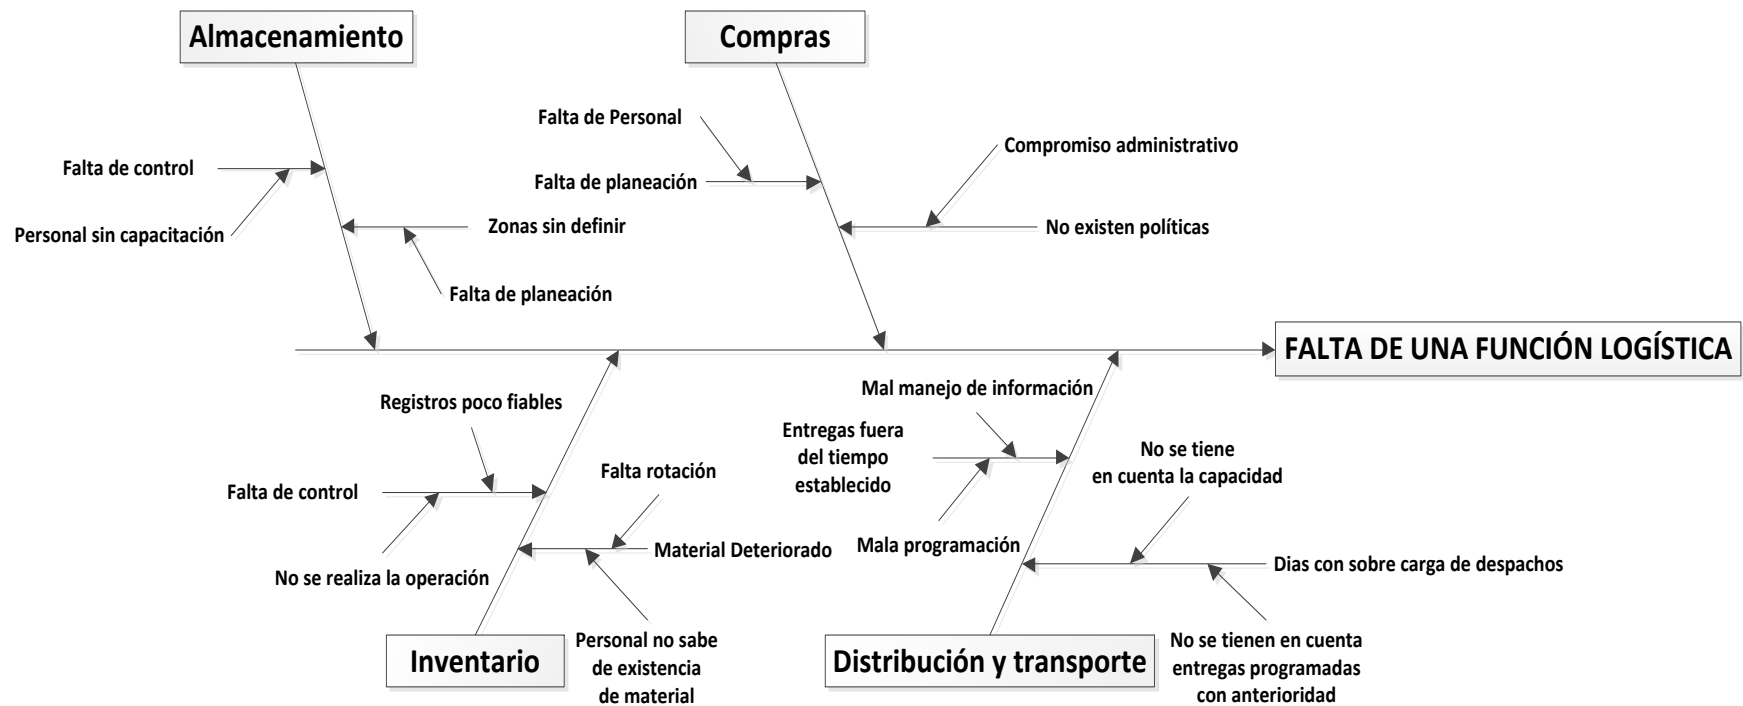 Almacenamiento
Compras
Falta de Personal
Compromiso administrativo
Falta de control
Falta de planeación
Personal sin capacitación
Zonas sin definir
No existen políticas
Falta de planeación
FALTA DE UNA FUNCIÓN LOGÍSTICA
Registros poco fiables
Mal manejo de información
Entregas fuera
del tiempo
establecido
No se tiene
en cuenta la capacidad
Falta rotación
Falta de control
Mala programación
Material Deteriorado
Dias con sobre carga de despachos
No se realiza la operación
Inventario
Personal no sabe
de existencia
de material
Distribución y transporte
No se tienen en cuenta
entregas programadas
con anterioridad